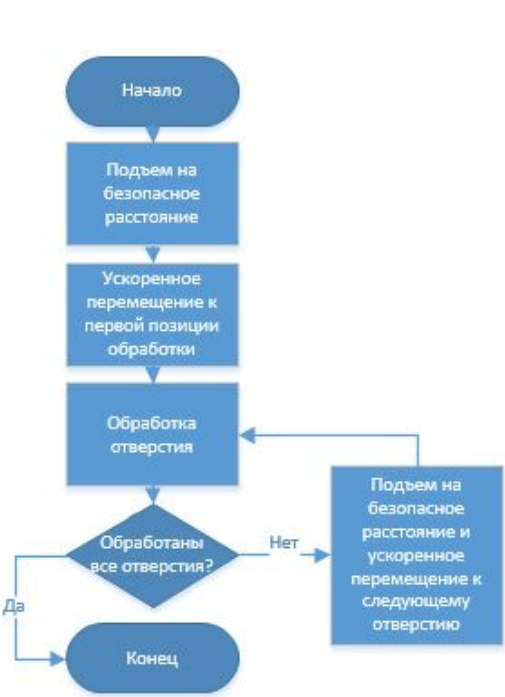 Начало
Подъем на
безопасное
расстояние
Ускоренное
перемещение к
первой позиции
обработки
Обработка
отверстия
Обработаны
все отверстия?
Нет
Подъем на
безопасное
расстояние и
ускоренное
перемещение к
следующему
отверстию
Да
Конец